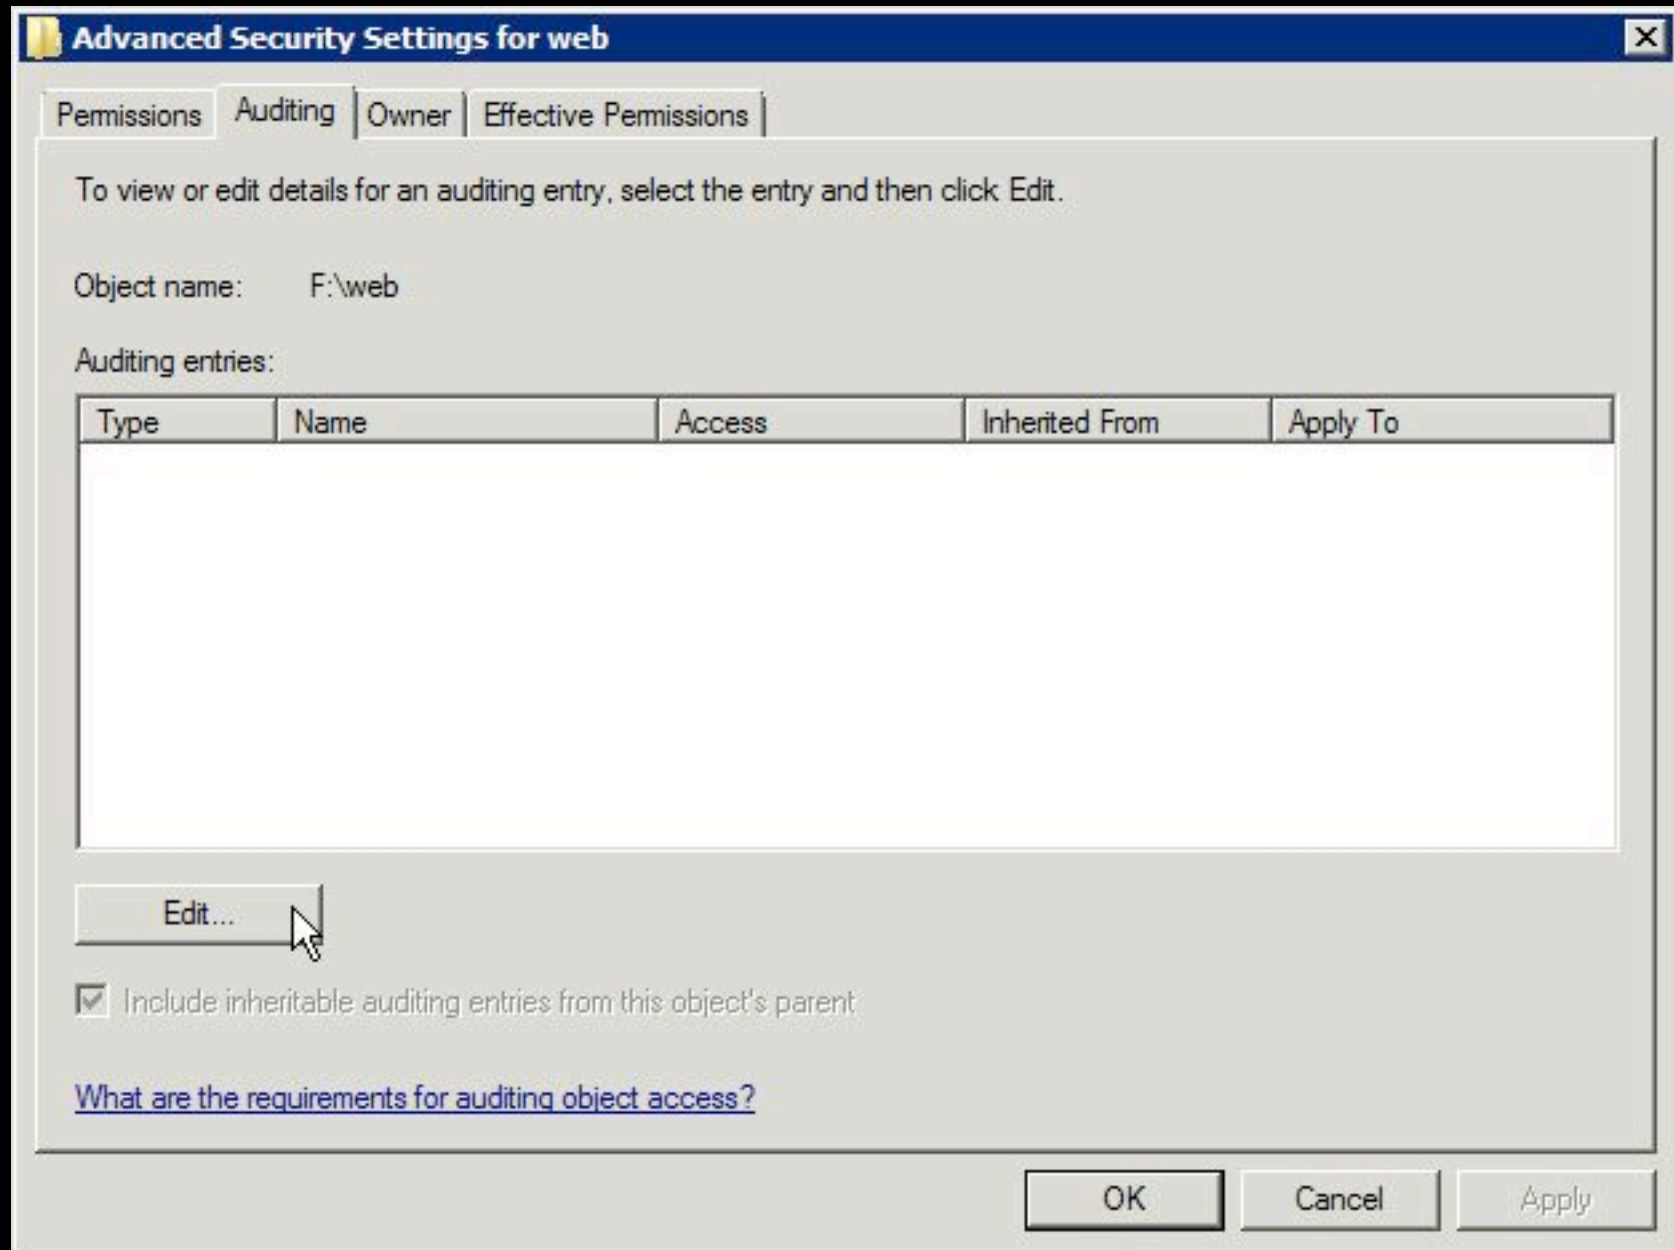 Advanced Security Settings for web
Permissions Auditing Owner Effective Permissions
To view or edit details for an auditing entry, select the entry and then click Edit.
Object name: F:\web
Auditing entries:
Type Name Access Inherited From Apply To
Edit...
Include inheritable auditing entries from this object's parent
What are the requirements for auditing object access?
OK Cancel Apply